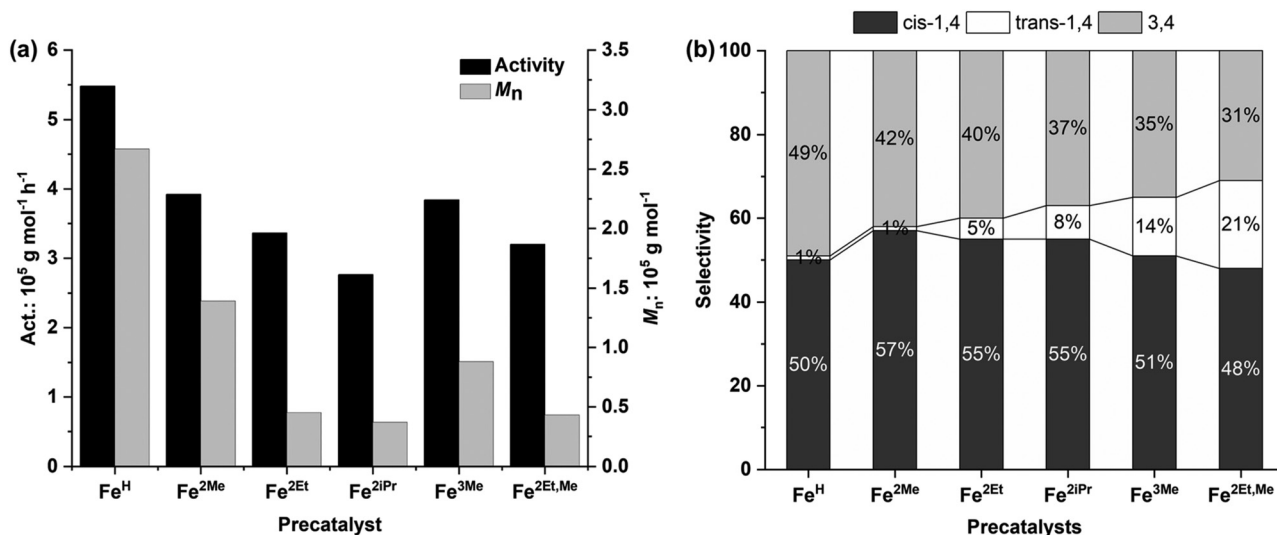 (a)
Activity
Mn
Act.: 10⁵ g mol⁻¹ h⁻¹
6
5
4
3
2
1
0
Mn: 10⁵ g mol⁻¹
3.5
3.0
2.5
2.0
1.5
1.0
0.5
0.0
Feᴴ Fe²ᴹᵉ Fe²ᴱᵗ Fe²ⁱᴾʳ Fe³ᴹᵉ Fe²ᴱᵗ,ᴹᵉ
Precatalyst
cis-1,4 trans-1,4 3,4
(b)
Selectivity
100
80
60
40
20
0
49% 42% 40% 37% 35% 31%
1% 1% 5% 8% 14% 21%
50% 57% 55% 55% 51% 48%
Feᴴ Fe²ᴹᵉ Fe²ᴱᵗ Fe²ⁱᴾʳ Fe³ᴹᵉ Fe²ᴱᵗ,ᴹᵉ
Precatalysts